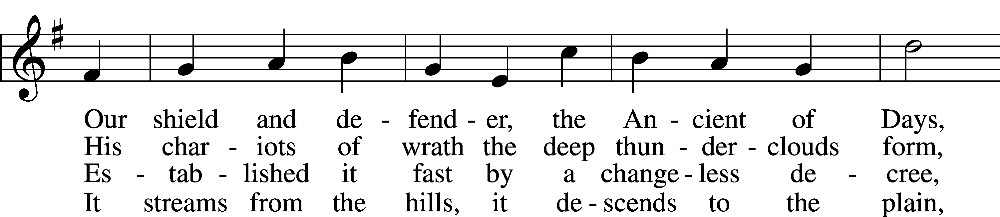 Our shield and de - fend - er, the An - cient of Days,
His char - iots of wrath the deep thun - der - clouds form,
Es - tab - lished it fast by a change - less de - cree,
It streams from the hills, it de - scends to the plain,